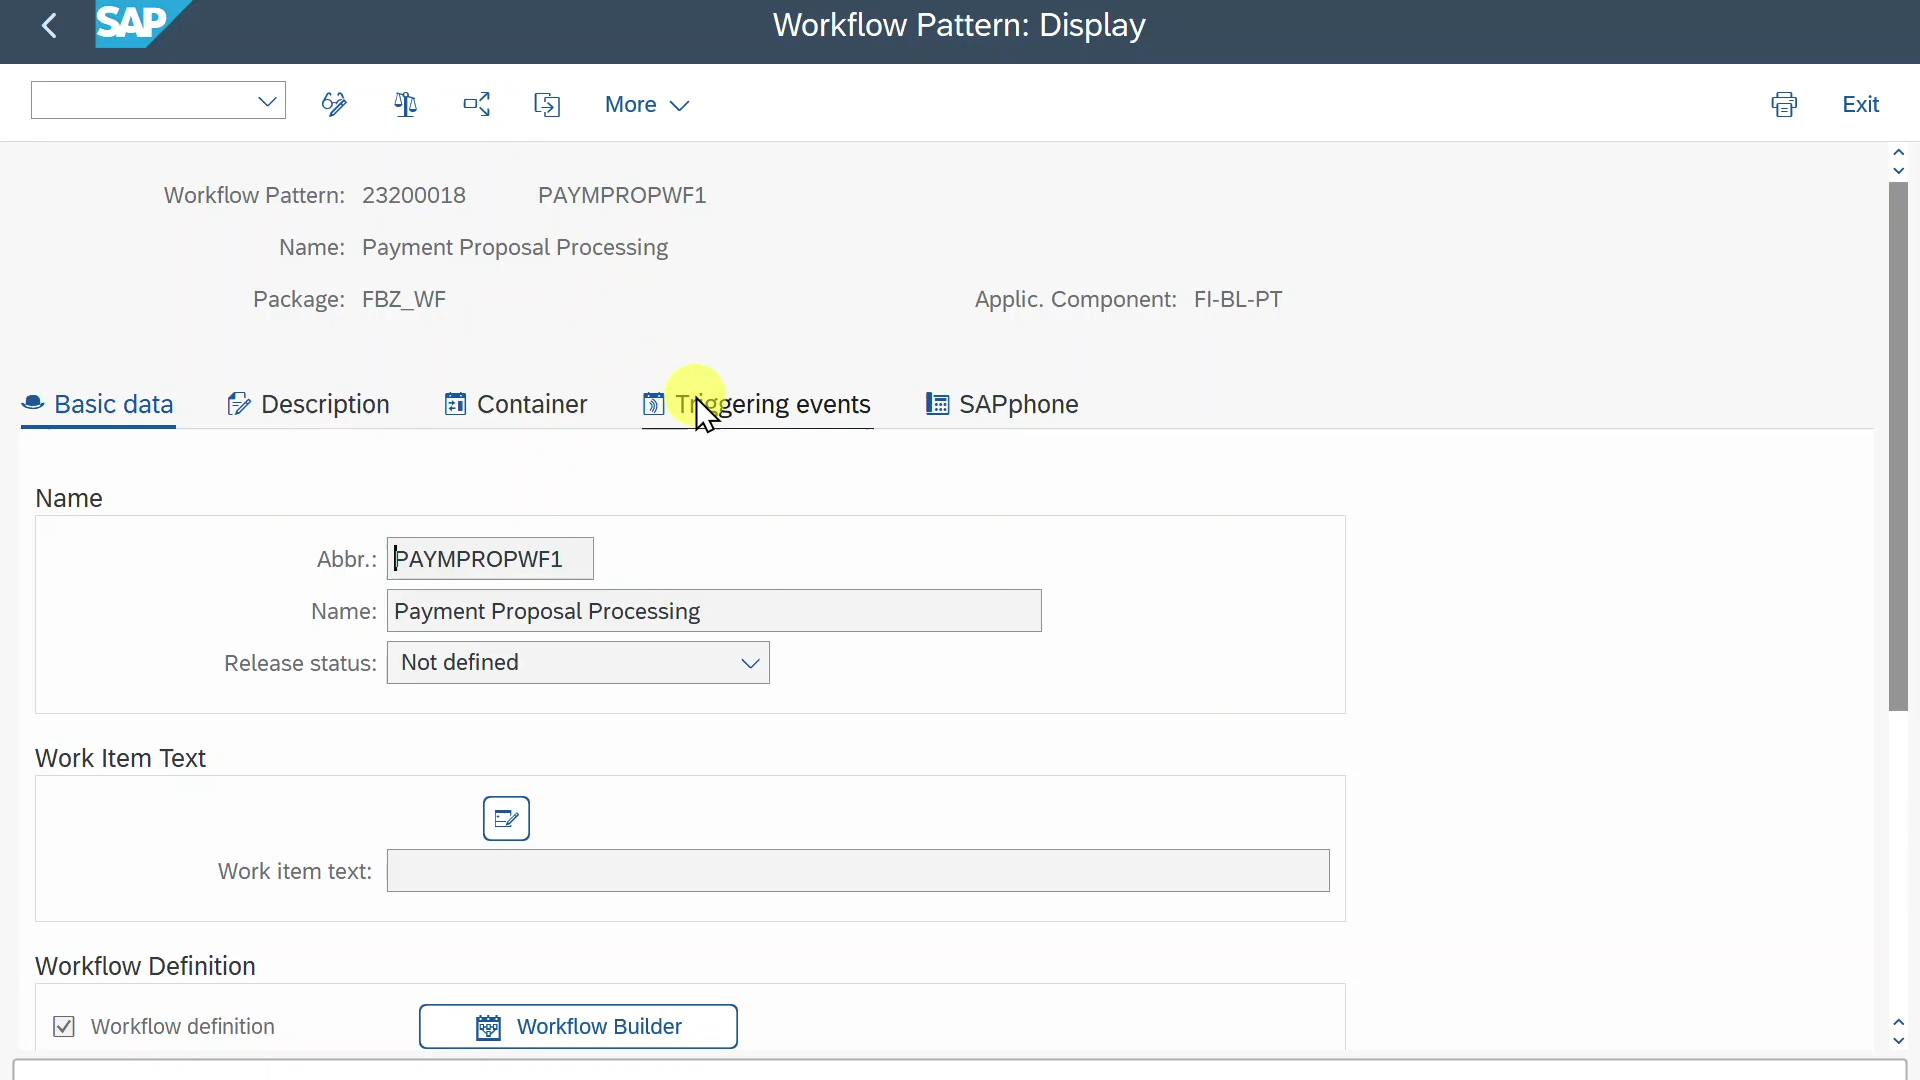 SAP
Workflow Pattern: Display
More
Exit
Workflow Pattern: 23200018 PAYMPROPWF1
Name: Payment Proposal Processing
Package: FBZ_WF
Applic. Component: FI-BL-PT
Basic data
Description
Container
Triggering events
SAPphone
Name
Abbr.: PAYMPROPWF1
Name: Payment Proposal Processing
Release status: Not defined
Work Item Text
Work item text:
Workflow Definition
Workflow definition
Workflow Builder